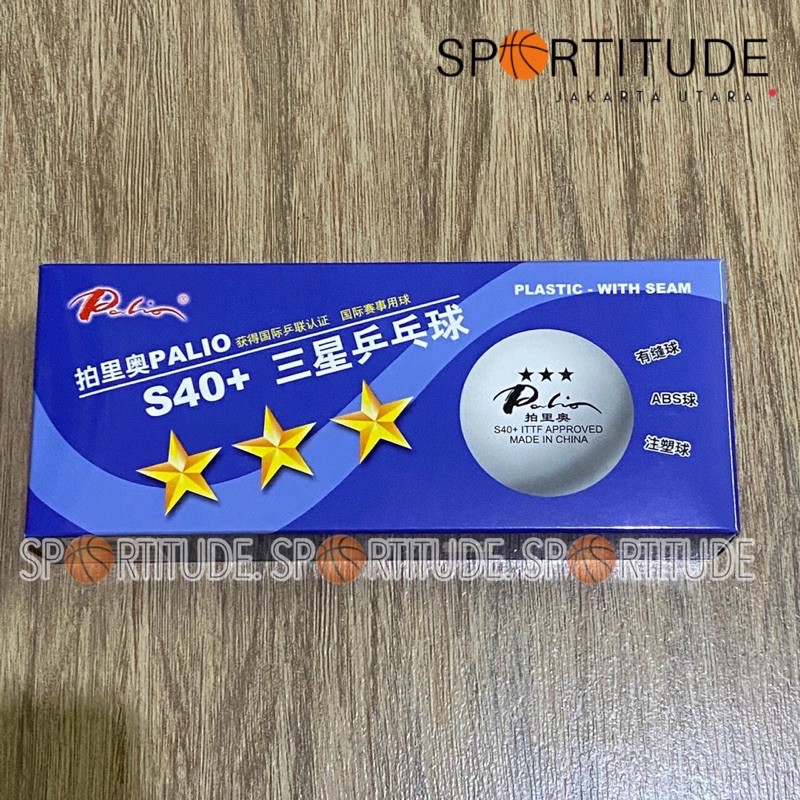 SPORTITUDE
JAKARTA UTARA
Palio®
PLASTIC - WITH SEAM
拍里奥PALIO 获得国际乒联认证 国际赛事用球
S40+ 三星乒乓球
有缝球
ABS球
注塑球
Palio
拍里奥
S40+ ITTF APPROVED
MADE IN CHINA
SPORTITUDE. SPORTITUDE. SPORTITUDE